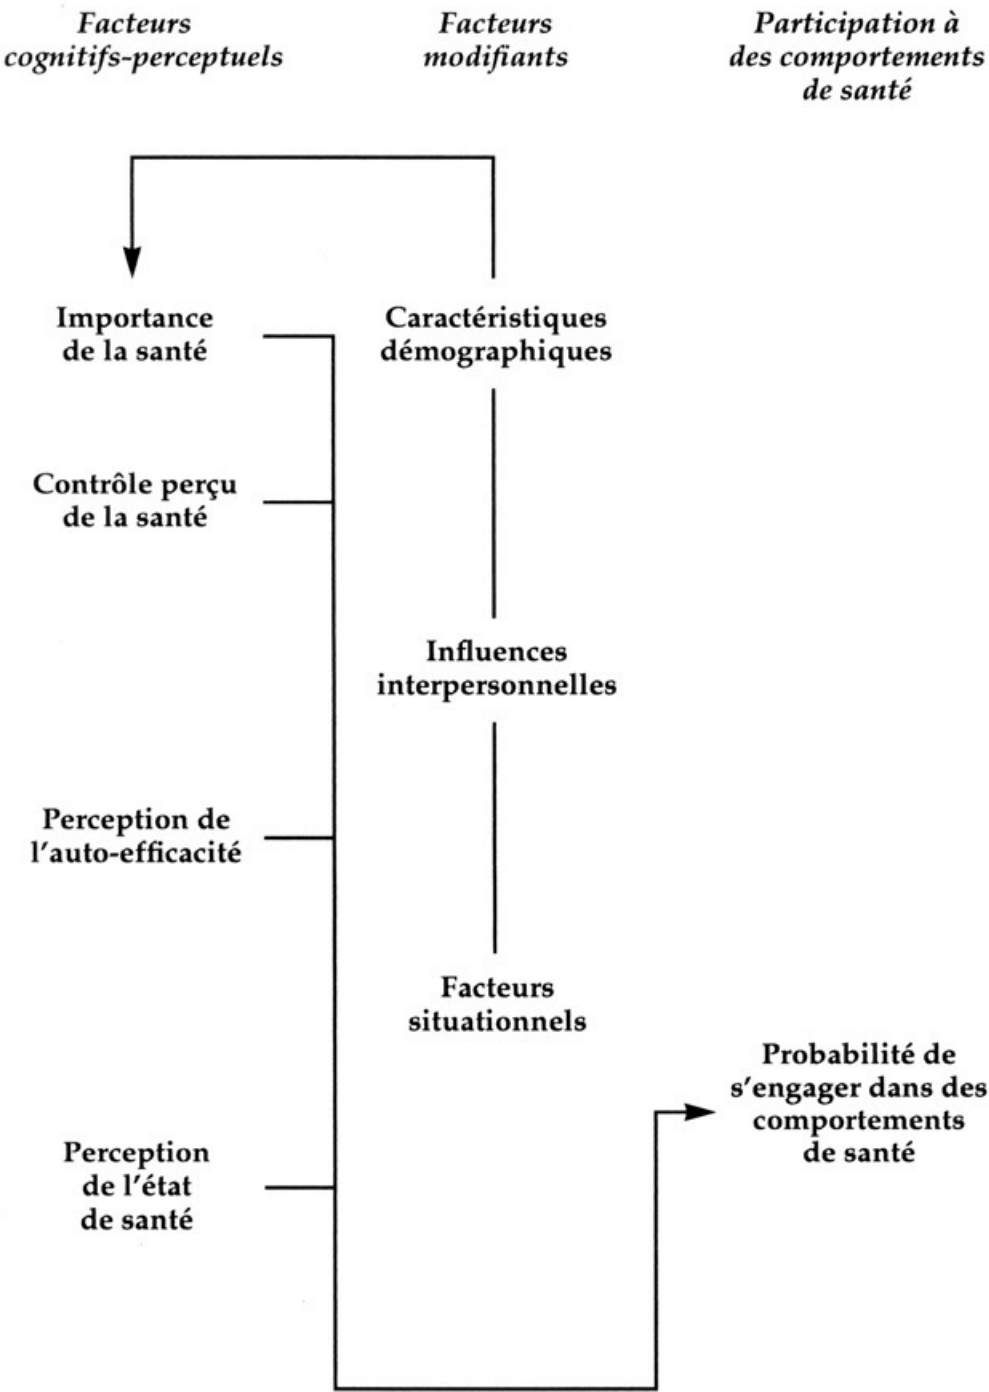 Facteurs
cognitifs-perceptuels
Facteurs
modifiants
Participation à
des comportements
de santé
Importance
de la santé
Caractéristiques
démographiques
Contrôle perçu
de la santé
Influences
interpersonnelles
Perception de
l'auto-efficacité
Facteurs
situationnels
Probabilité de
s'engager dans des
comportements
de santé
Perception
de l'état
de santé